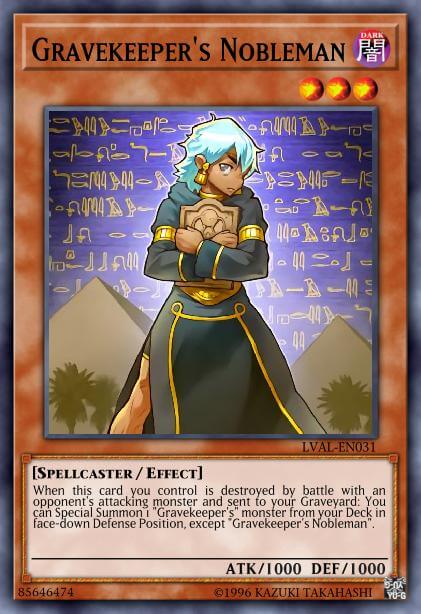 Gravekeeper's Nobleman
DARK
闇
LVAL-EN031
[Spellcaster / Effect]
When this card you control is destroyed by battle with an
opponent's attacking monster and sent to your Graveyard: You
can Special Summon 1 "Gravekeeper's" monster from your Deck in
face-down Defense Position, except "Gravekeeper's Nobleman".
ATK/1000 DEF/1000
85646474
©1996 KAZUKI TAKAHASHI